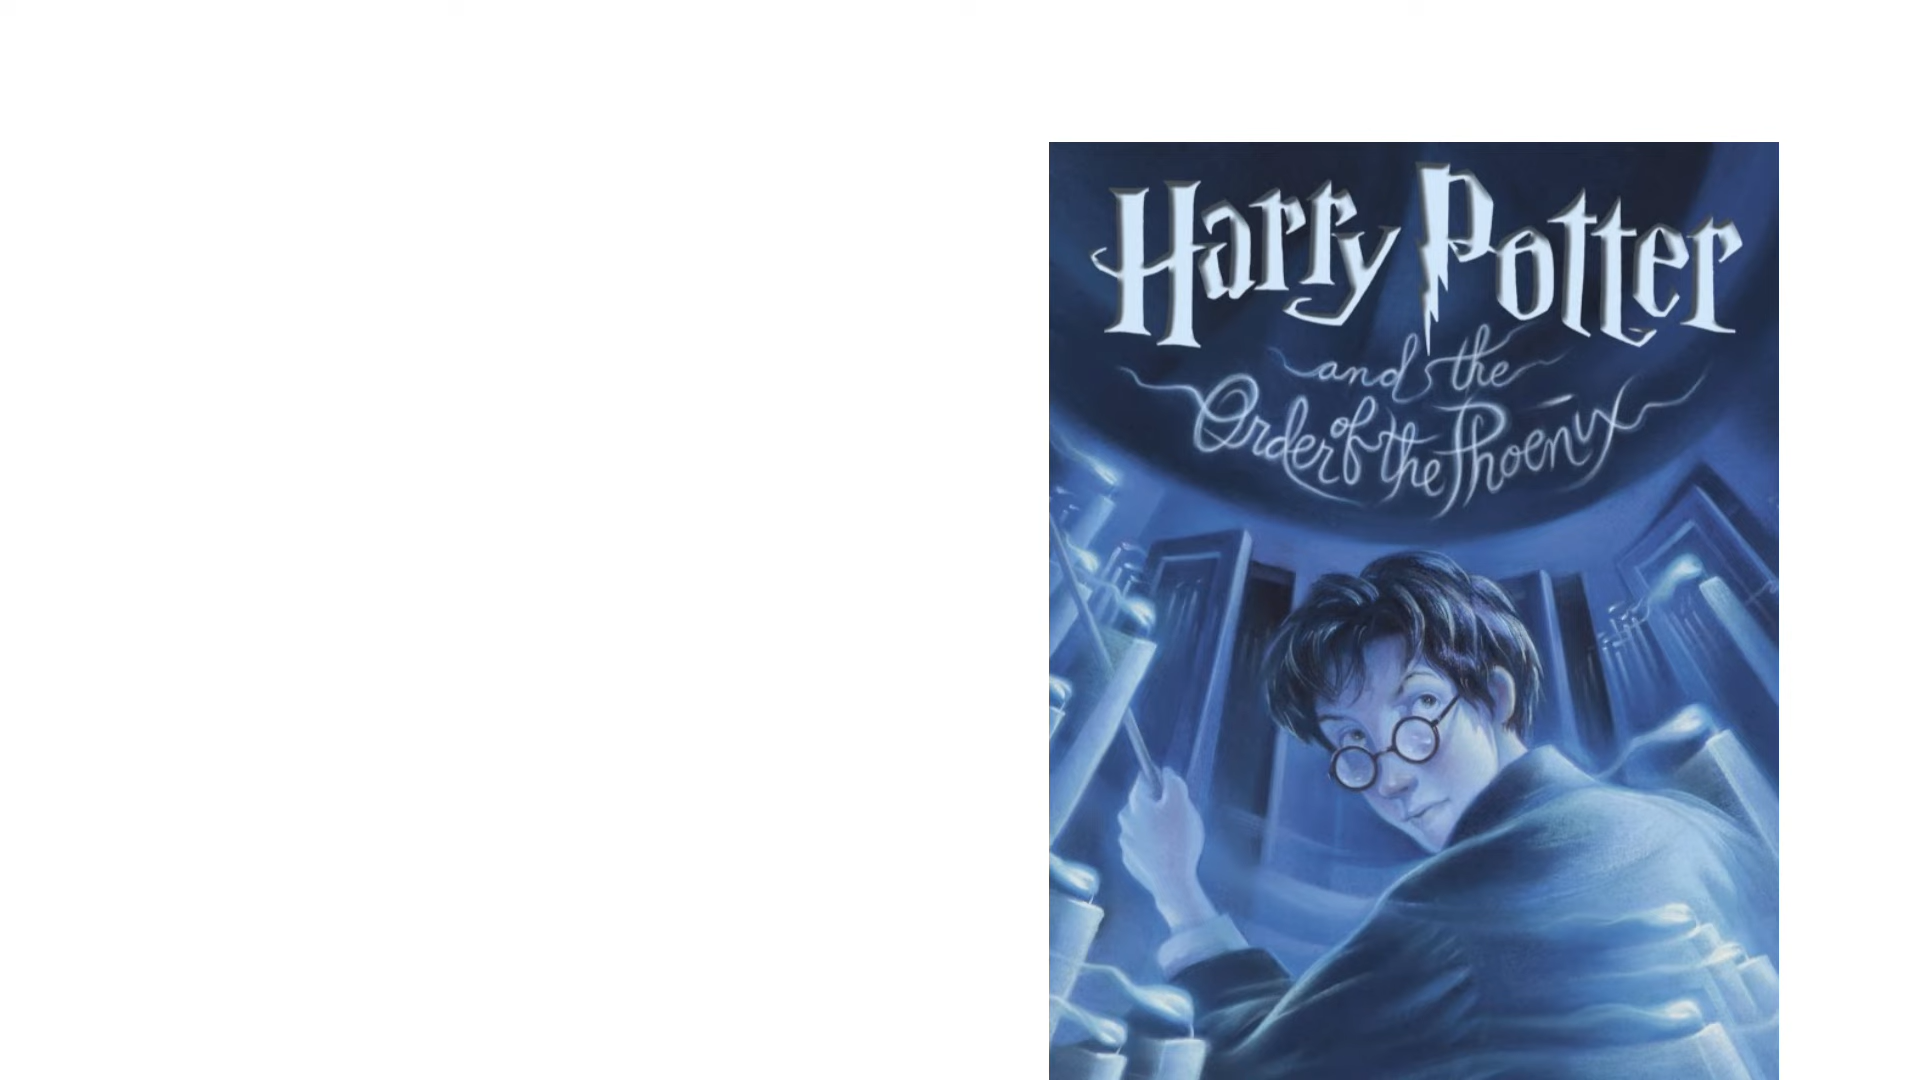 Harry Potter
and the
Order of the Phoenix